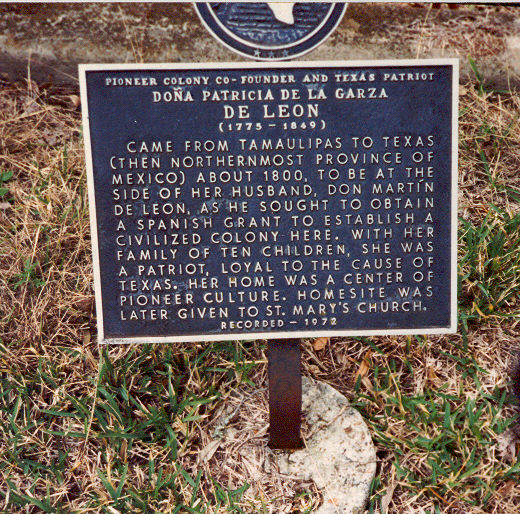 PIONEER COLONY CO-FOUNDER AND TEXAS PATRIOT
DOÑA PATRICIA DE LA GARZA
DE LEON
(1775 - 1849)
CAME FROM TAMAULIPAS TO TEXAS
(THEN NORTHERNMOST PROVINCE OF
MEXICO) ABOUT 1800, TO BE AT THE
SIDE OF HER HUSBAND, DON MARTIN
DE LEON, AS HE SOUGHT TO OBTAIN
A SPANISH GRANT TO ESTABLISH A
CIVILIZED COLONY HERE. WITH HER
FAMILY OF TEN CHILDREN, SHE WAS
A PATRIOT, LOYAL TO THE CAUSE OF
TEXAS. HER HOME WAS A CENTER OF
PIONEER CULTURE. HOMESITE WAS
LATER GIVEN TO ST. MARY'S CHURCH.
RECORDED - 1972